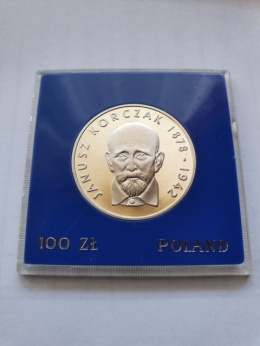 JANUSZ KORCZAK 1878 • 1942
100 ZŁ POLAND